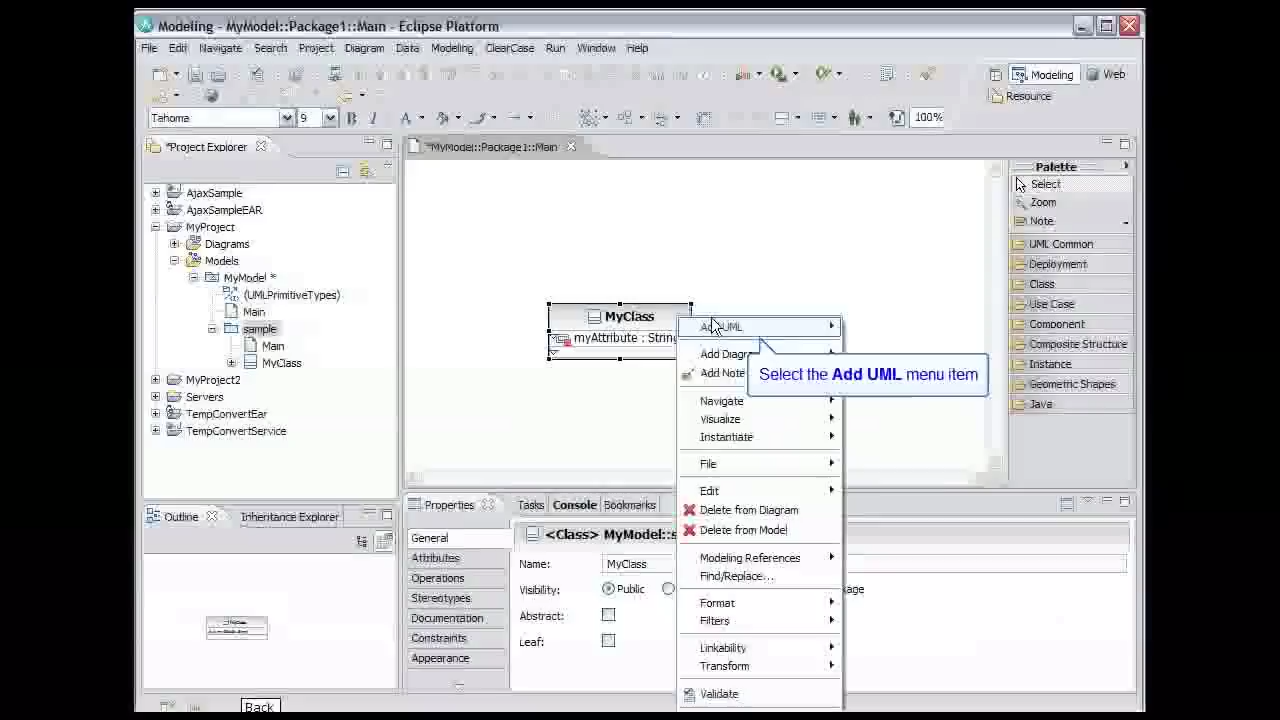 Modeling - MyModel::Package1::Main - Eclipse Platform
File Edit Navigate Search Project Diagram Data Modeling ClearCase Run Window Help
Modeling Web
Resource
Tahoma 9 B I A 100%
*Project Explorer
AjaxSample
AjaxSampleEAR
MyProject
Diagrams
Models
MyModel *
(UMLPrimitiveTypes)
Main
sample
Main
MyClass
MyProject2
Servers
TempConvertEar
TempConvertService
*MyModel::Package1::Main
MyClass
myAttribute : String
Palette
Select
Zoom
Note
UML Common
Deployment
Class
Use Case
Component
Composite Structure
Instance
Geometric Shapes
Java
Add UML
Add Diagr
Add Note
Select the Add UML menu item
Navigate
Visualize
Instantiate
File
Edit
Delete from Diagram
Delete from Model
Modeling References
Find/Replace...
Format
Filters
Linkability
Transform
Validate
Outline Inheritance Explorer
Properties Tasks Console Bookmarks
General
Attributes
Operations
Stereotypes
Documentation
Constraints
Appearance
<Class> MyModel::s
Name: MyClass
Visibility: Public kage
Abstract:
Leaf:
Back